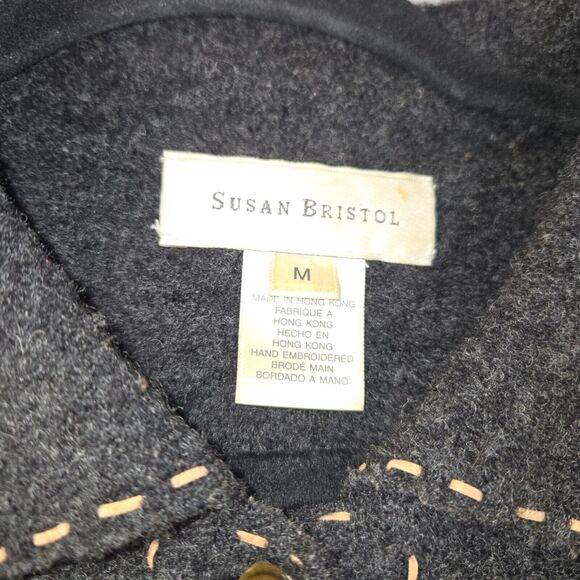 SUSAN BRISTOL
M
MADE IN HONG KONG
FABRIQUE A
HONG KONG
HECHO EN
HONG KONG
HAND EMBROIDERED
BRODÉ MAIN
BORDADO A MANO